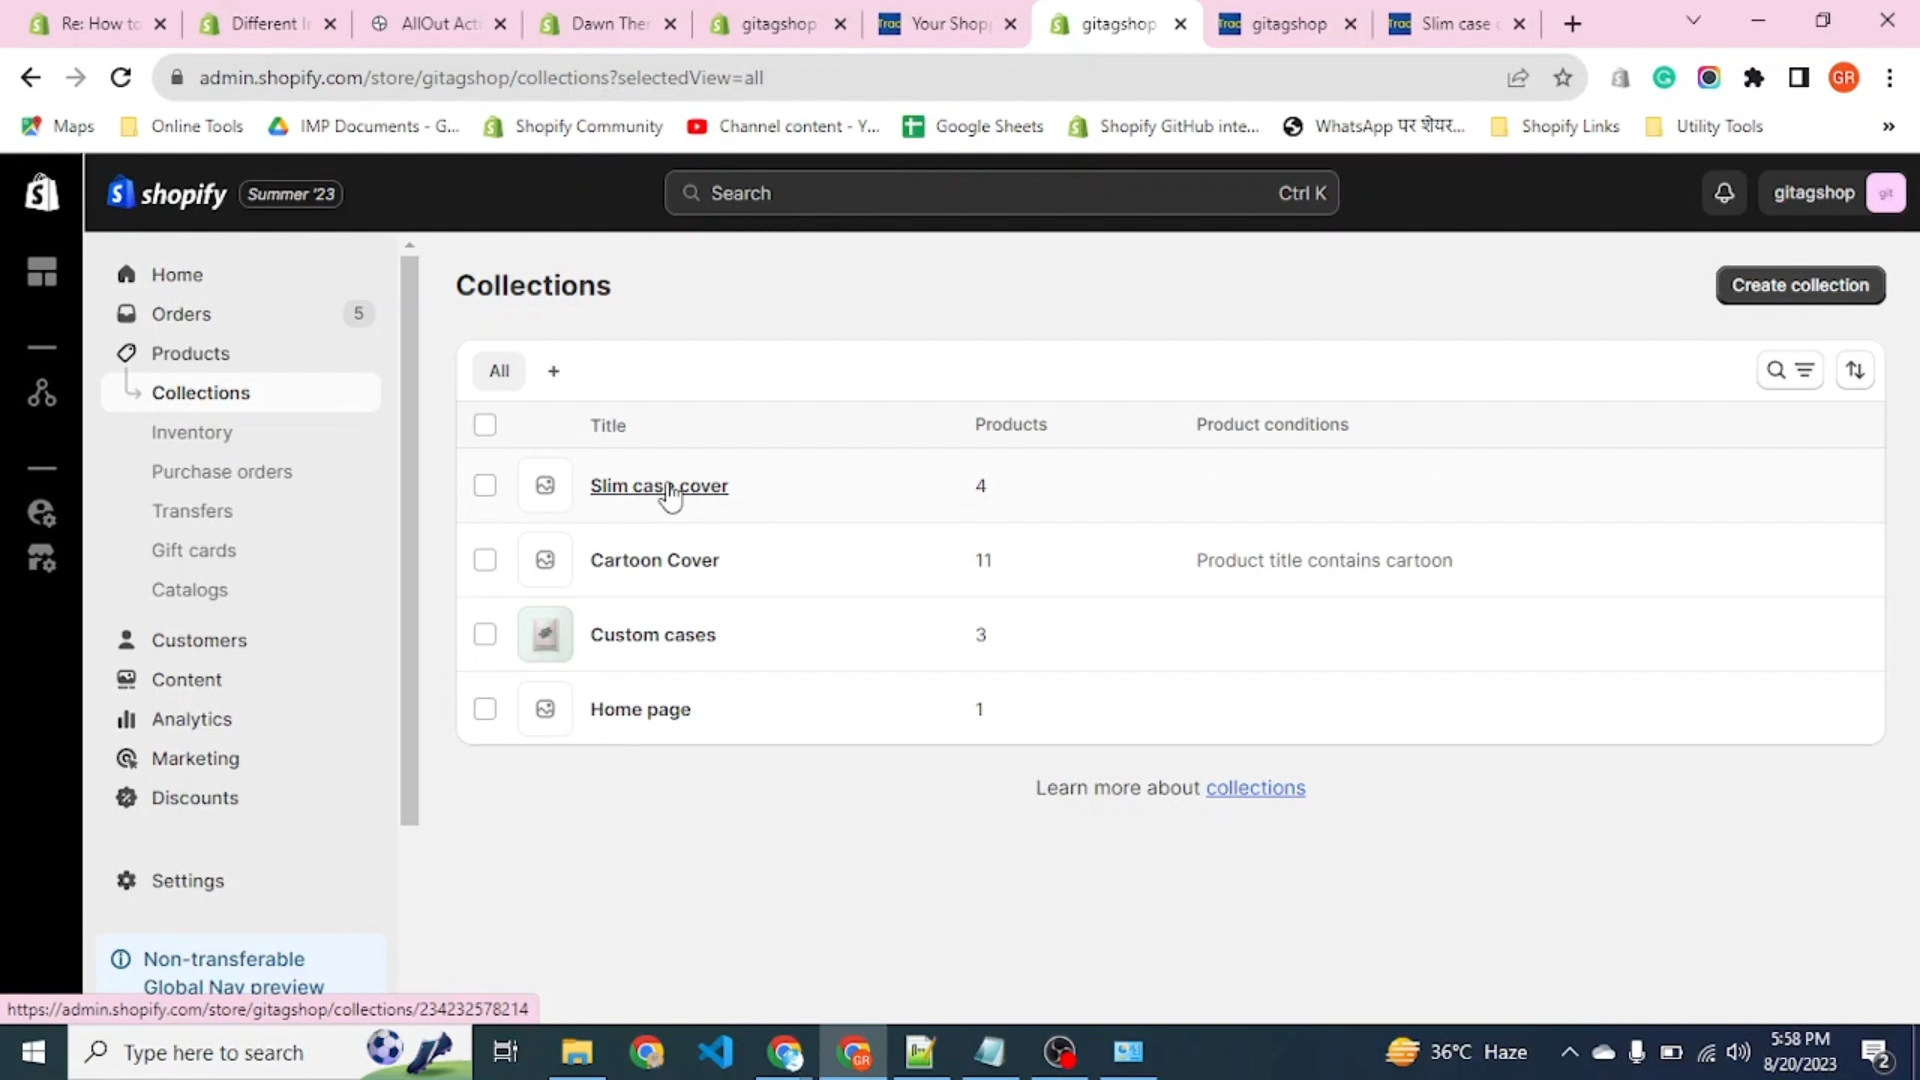 Re: How to
Different I
AllOut Acti
Dawn Ther
gitagshop
Your Shop
gitagshop
gitagshop
Slim case
admin.shopify.com/store/gitagshop/collections?selectedView=all
GR
Maps
Online Tools
IMP Documents - G...
Shopify Community
Channel content - Y...
Google Sheets
Shopify GitHub inte...
WhatsApp पर शेयर...
Shopify Links
Utility Tools
»
shopify
Summer '23
Search
Ctrl K
gitagshop
git
Home
Orders
5
Products
Collections
Inventory
Purchase orders
Transfers
Gift cards
Catalogs
Customers
Content
Analytics
Marketing
Discounts
Settings
Non-transferable
Global Nav preview
Collections
Create collection
All
+
Title
Products
Product conditions
Slim case cover
4
Cartoon Cover
11
Product title contains cartoon
Custom cases
3
Home page
1
Learn more about collections
https://admin.shopify.com/store/gitagshop/collections/234232578214
Type here to search
GR
36°C Haze
5:58 PM
8/20/2023
2